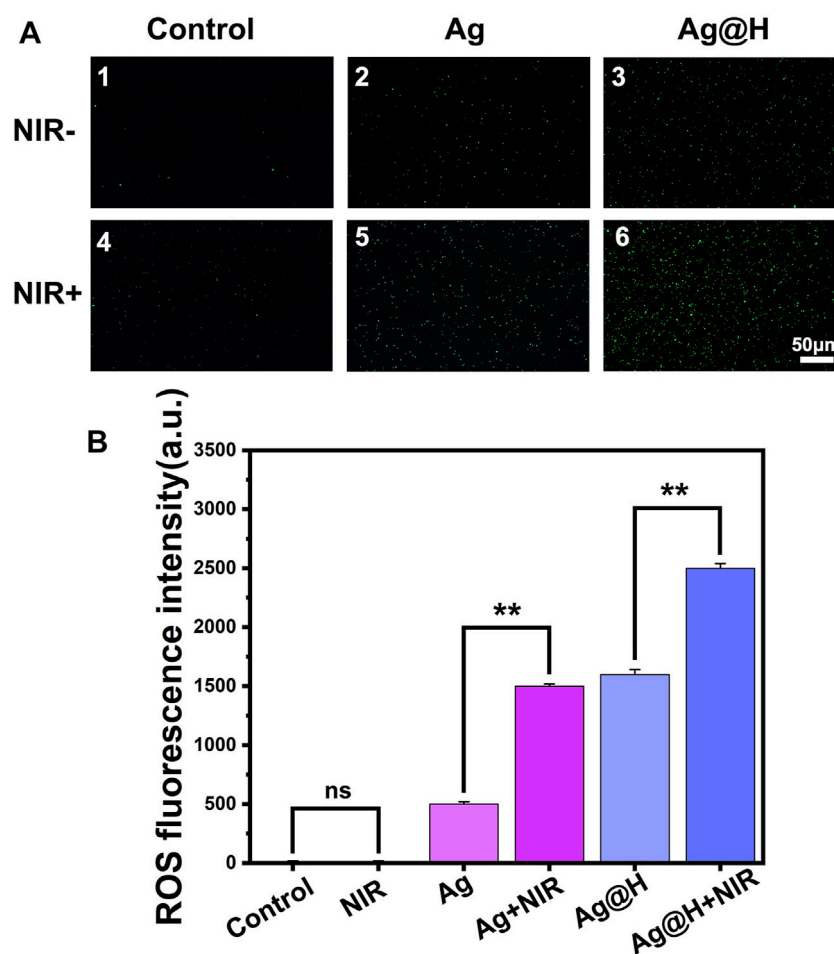 A
Control Ag Ag@H
NIR-
1 2 3
NIR+
4 5 6
50μm
B
ROS fluorescence intensity(a.u.)
3500
3000
2500
2000
1500
1000
500
0
ns
**
**
Control NIR Ag Ag+NIR Ag@H Ag@H+NIR